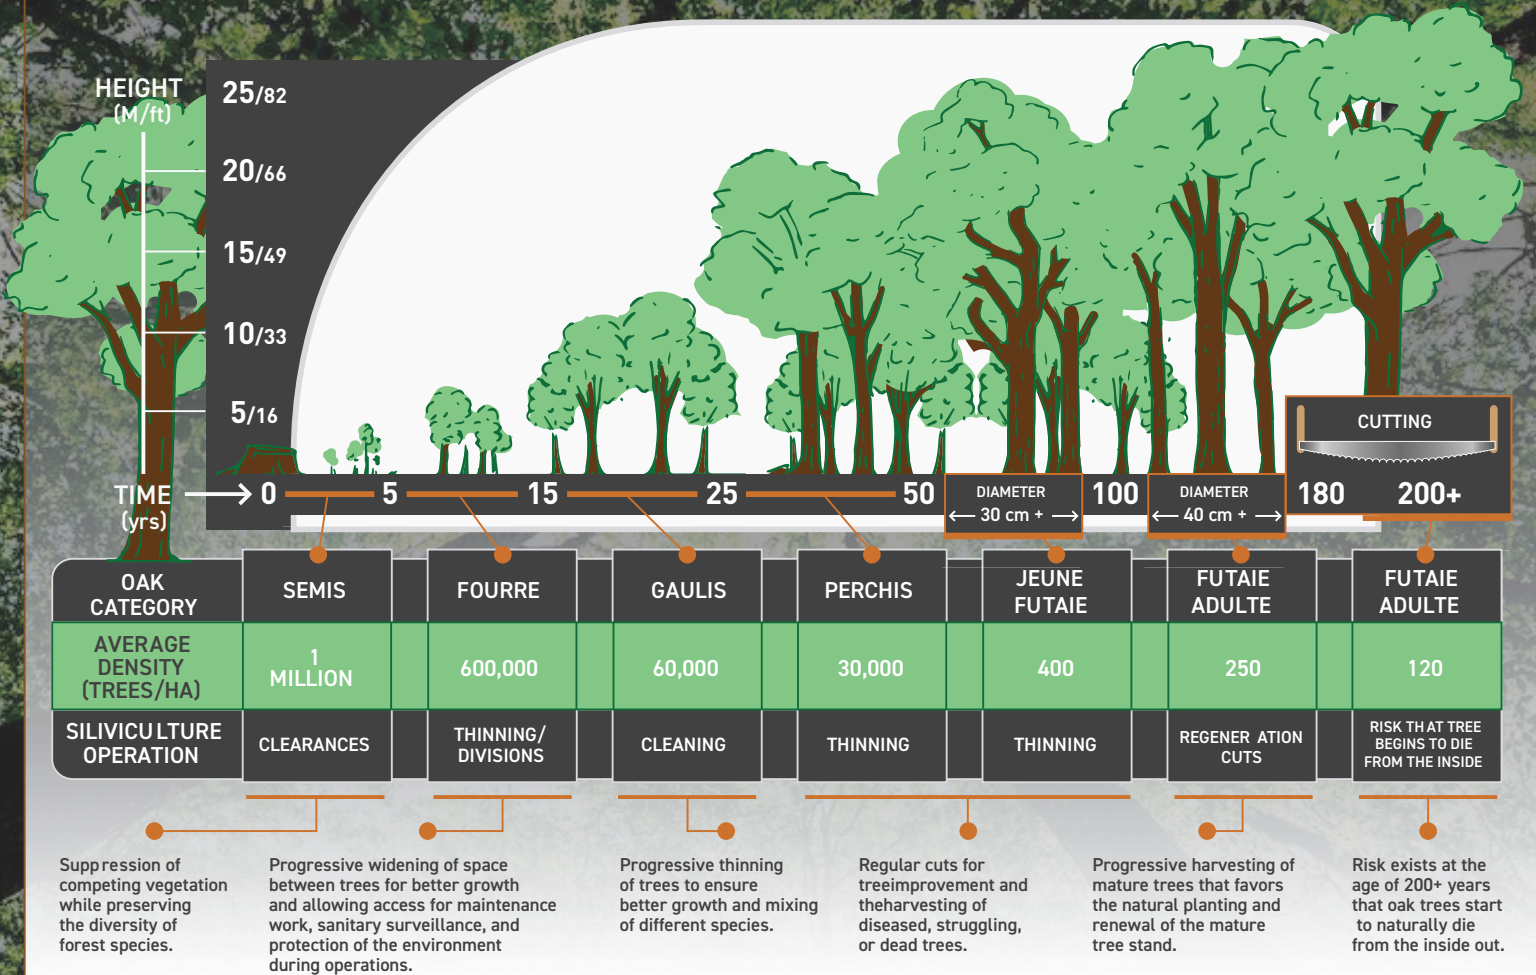 HEIGHT
(M/ft)
25/82
20/66
15/49
10/33
5/16
CUTTING
TIME
(yrs)
0 5 15 25 50
DIAMETER
30 cm +
100
DIAMETER
40 cm +
180 200+
OAK
CATEGORY
SEMIS
FOURRE
GAULIS
PERCHIS
JEUNE
FUTAIE
FUTAIE
ADULTE
FUTAIE
ADULTE
AVERAGE
DENSITY
(TREES/HA)
1
MILLION
600,000
60,000
30,000
400
250
120
SILIVICULTURE
OPERATION
CLEARANCES
THINNING/
DIVISIONS
CLEANING
THINNING
THINNING
REGENER ATION
CUTS
RISK THAT TREE
BEGINS TO DIE
FROM THE INSIDE
Suppression of
competing vegetation
while preserving
the diversity of
forest species.
Progressive widening of space
between trees for better growth
and allowing access for maintenance
work, sanitary surveillance, and
protection of the environment
during operations.
Progressive thinning
of trees to ensure
better growth and mixing
of different species.
Regular cuts for
treeimprovement and
theharvesting of
diseased, struggling,
or dead trees.
Progressive harvesting of
mature trees that favors
the natural planting and
renewal of the mature
tree stand.
Risk exists at the
age of 200+ years
that oak trees start
to naturally die
from the inside out.